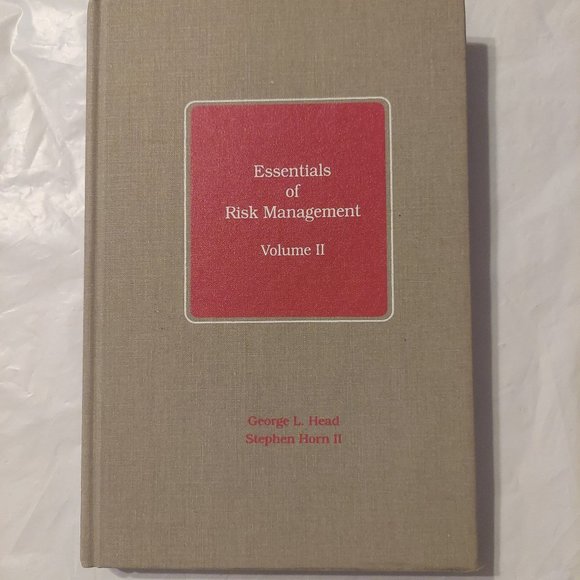 Essentials
of
Risk Management
Volume II
George L. Head
Stephen Horn II